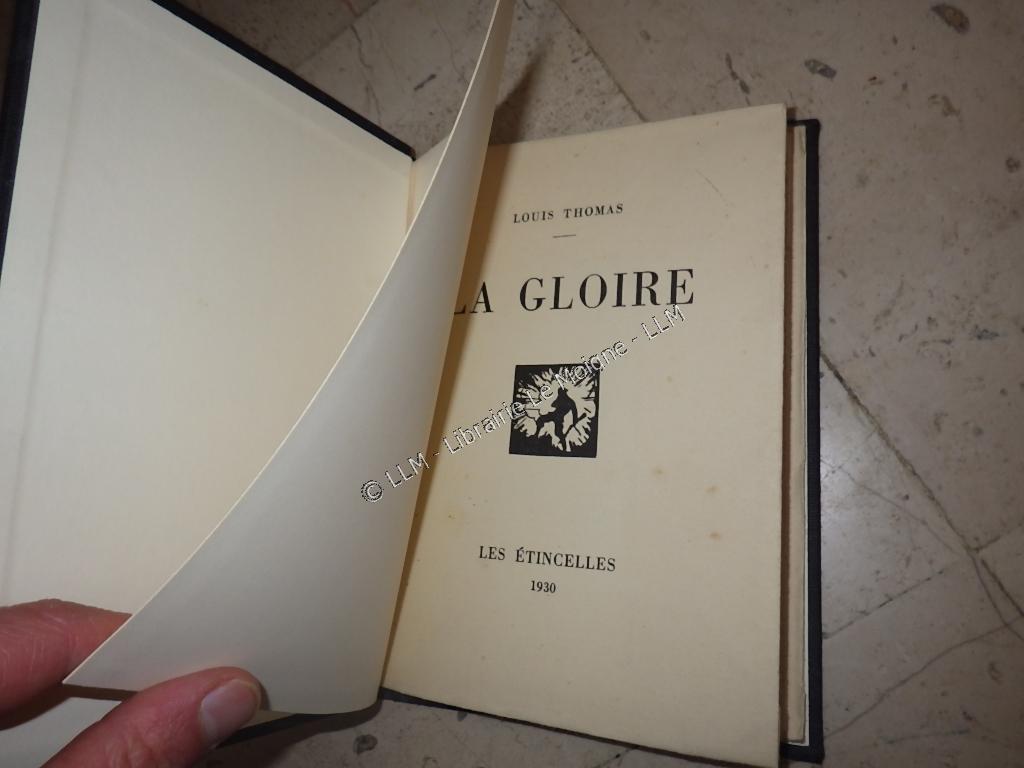 LOUIS THOMAS
LA GLOIRE
© LLM - Librairie Le Moigne - LLM
LES ÉTINCELLES
1930